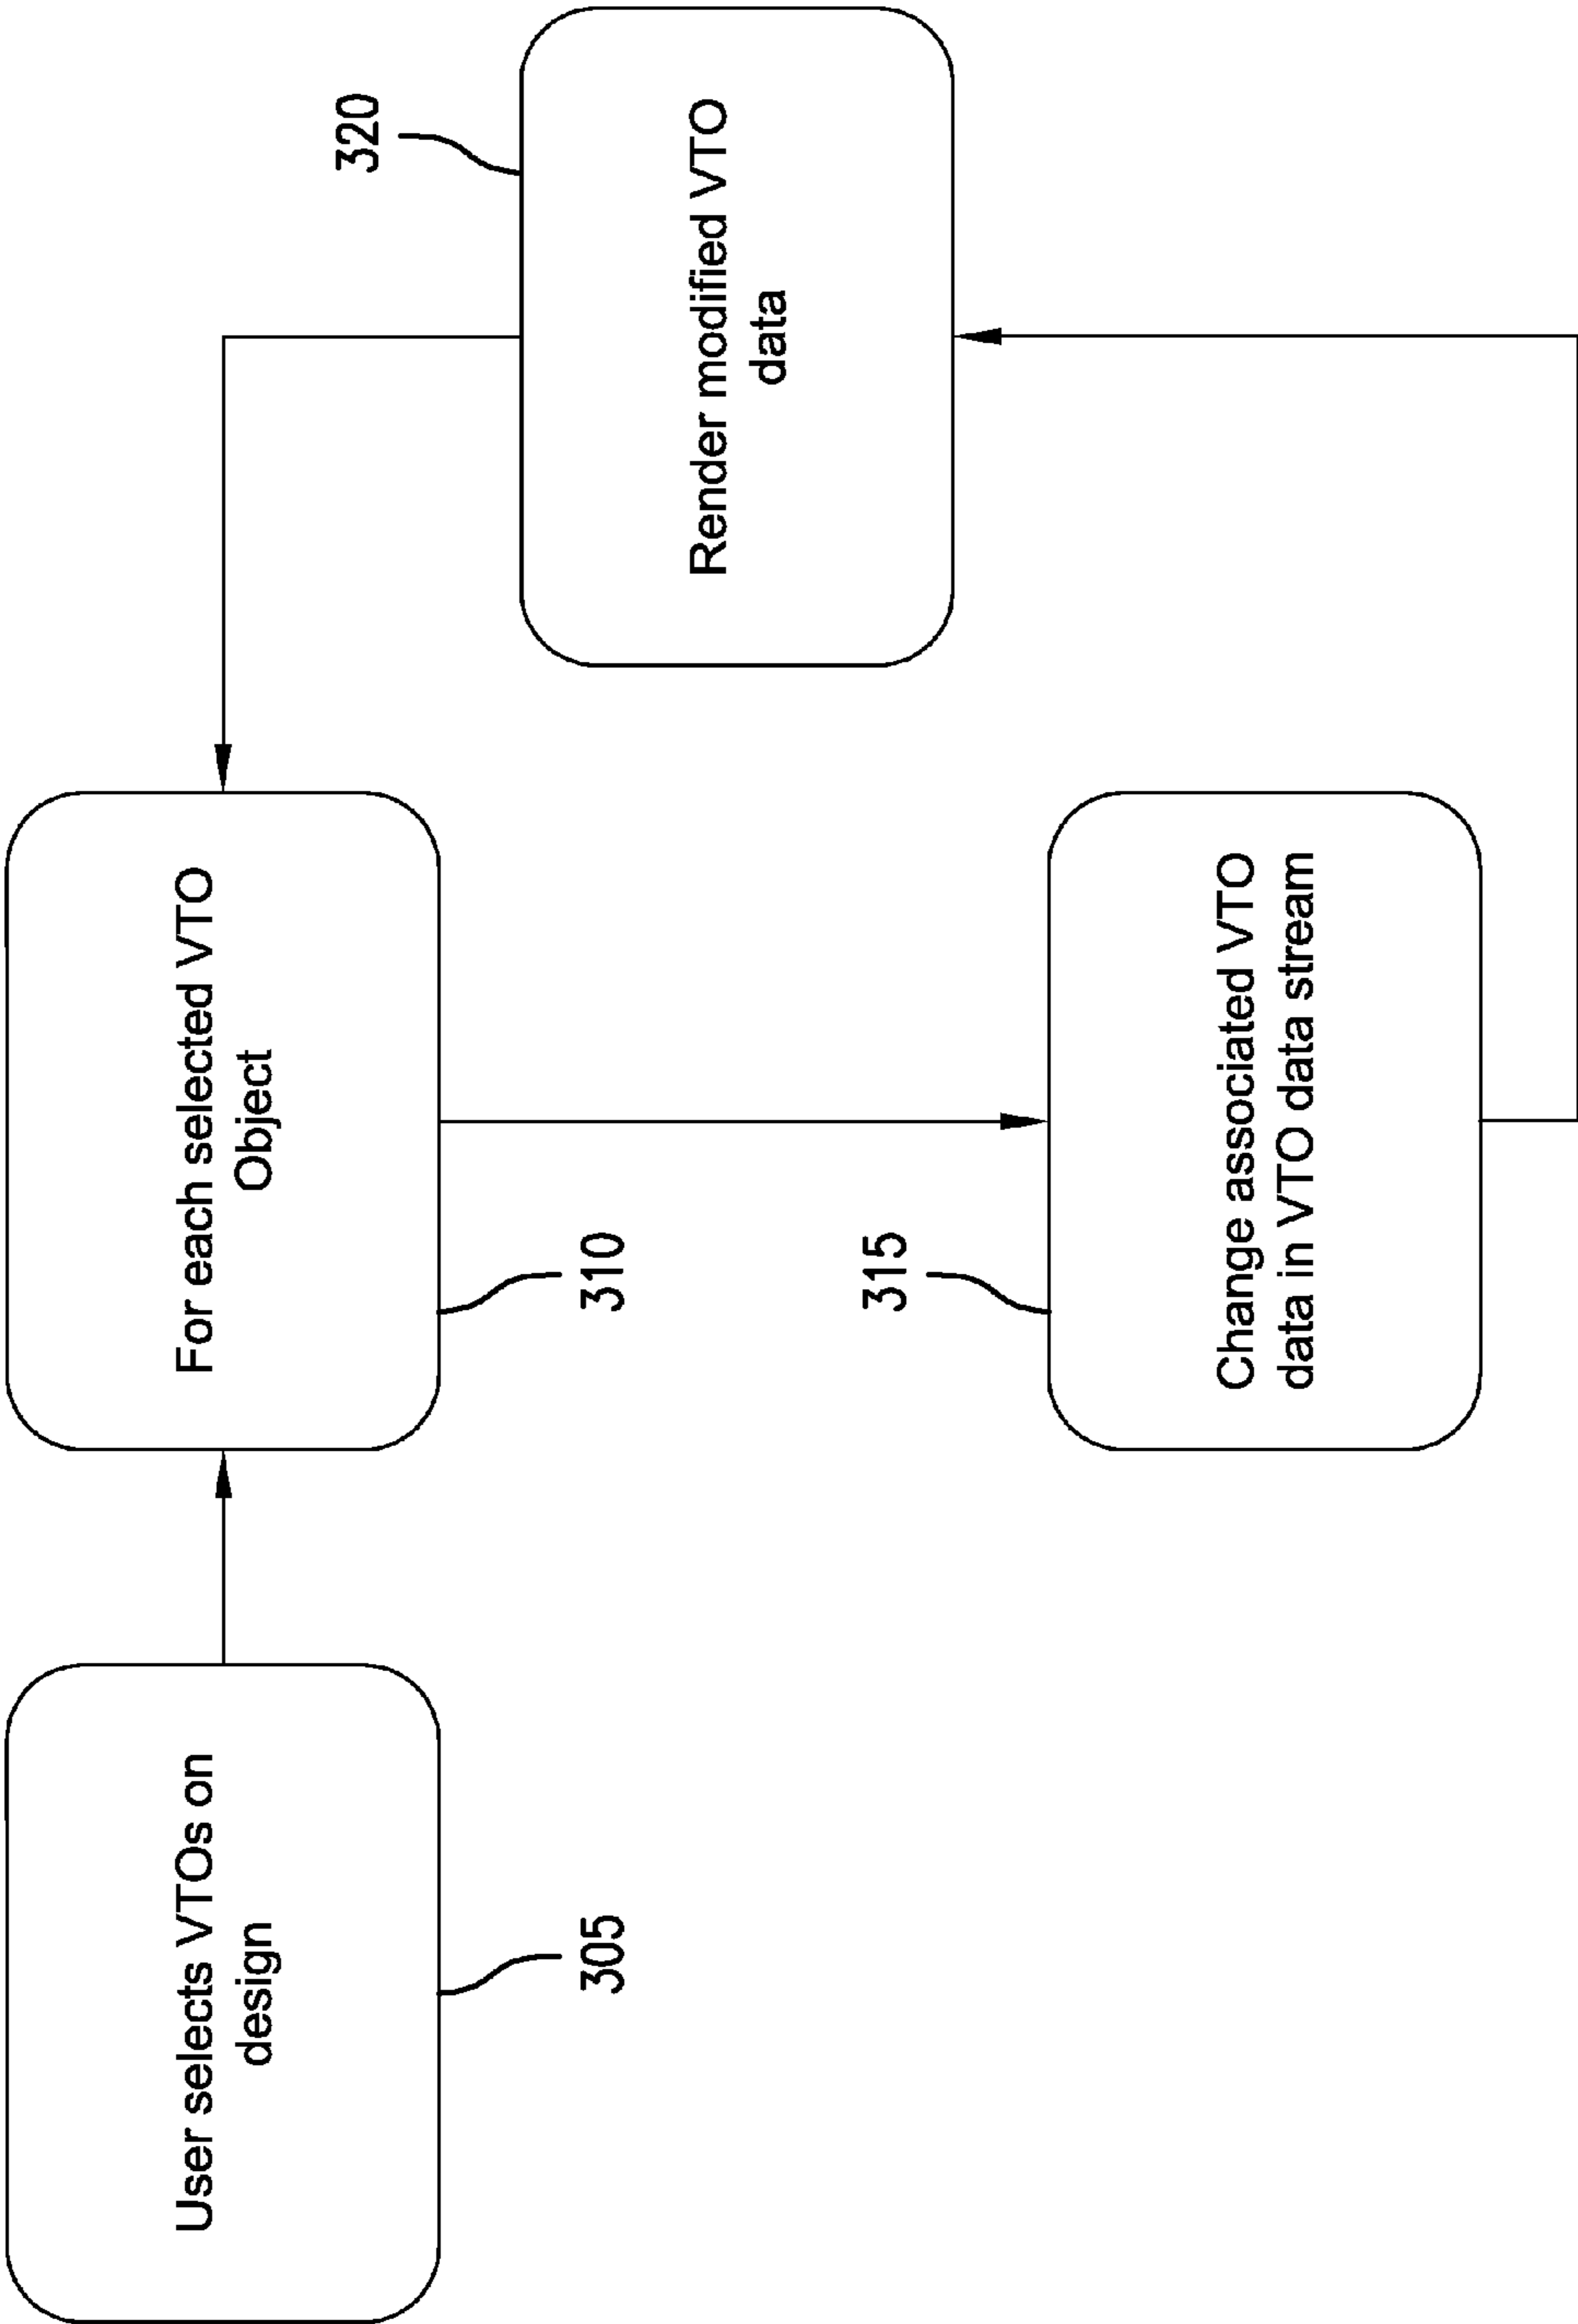 User selects VTOs on
design
305
For each selected VTO
Object
310
315
Change associated VTO
data in VTO data stream
320
Render modified VTO
data